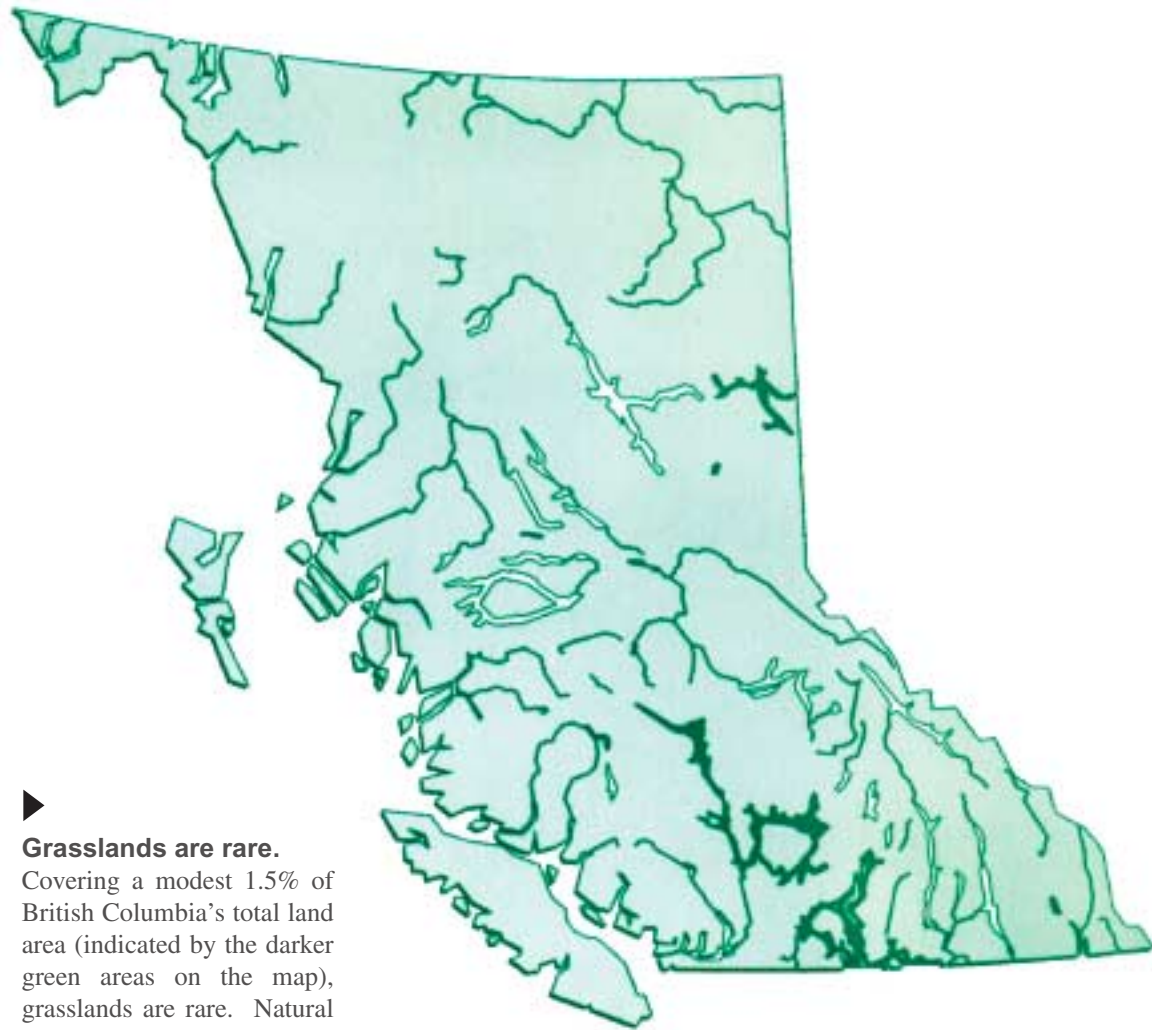 Grasslands are rare.
Covering a modest 1.5% of
British Columbia's total land
area (indicated by the darker
green areas on the map),
grasslands are rare. Natural